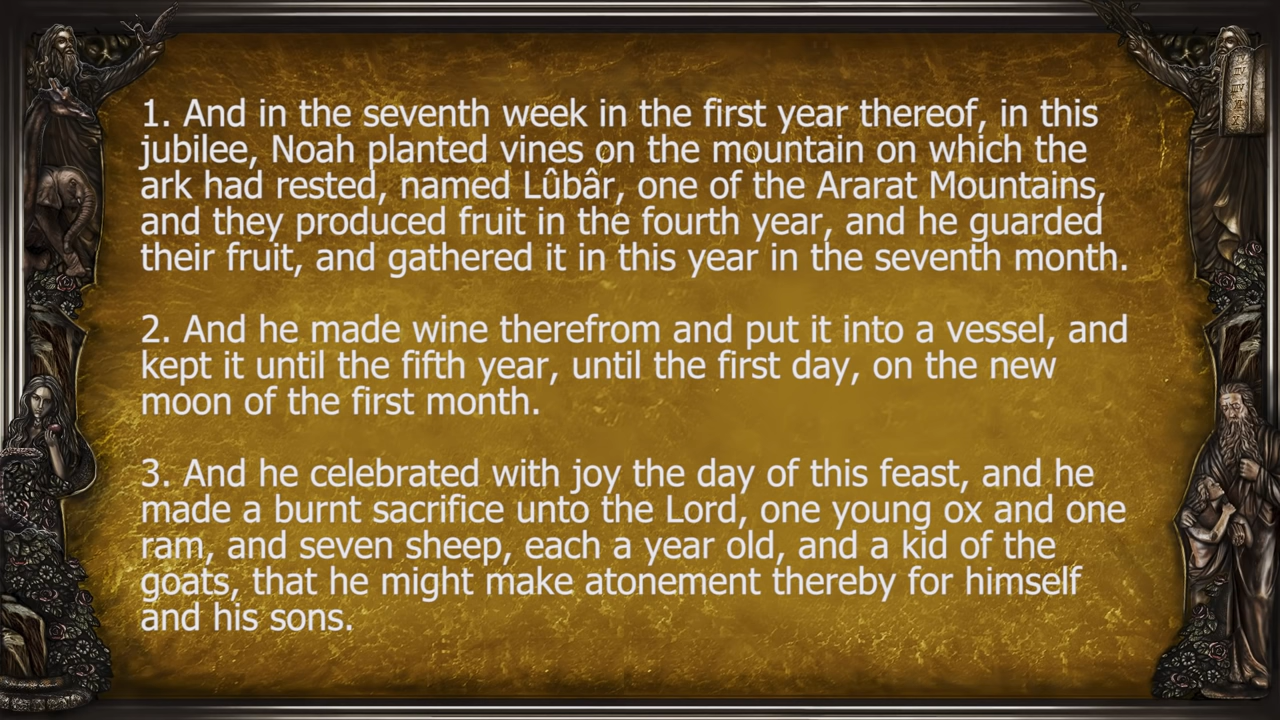 1. And in the seventh week in the first year thereof, in this
jubilee, Noah planted vines on the mountain on which the
ark had rested, named Lûbâr, one of the Ararat Mountains,
and they produced fruit in the fourth year, and he guarded
their fruit, and gathered it in this year in the seventh month.
2. And he made wine therefrom and put it into a vessel, and
kept it until the fifth year, until the first day, on the new
moon of the first month.
3. And he celebrated with joy the day of this feast, and he
made a burnt sacrifice unto the Lord, one young ox and one
ram, and seven sheep, each a year old, and a kid of the
goats, that he might make atonement thereby for himself
and his sons.